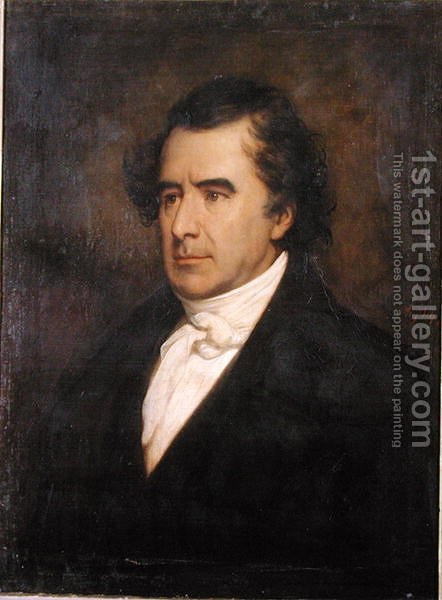 1st-art-gallery.com
This watermark does not appear on the painting